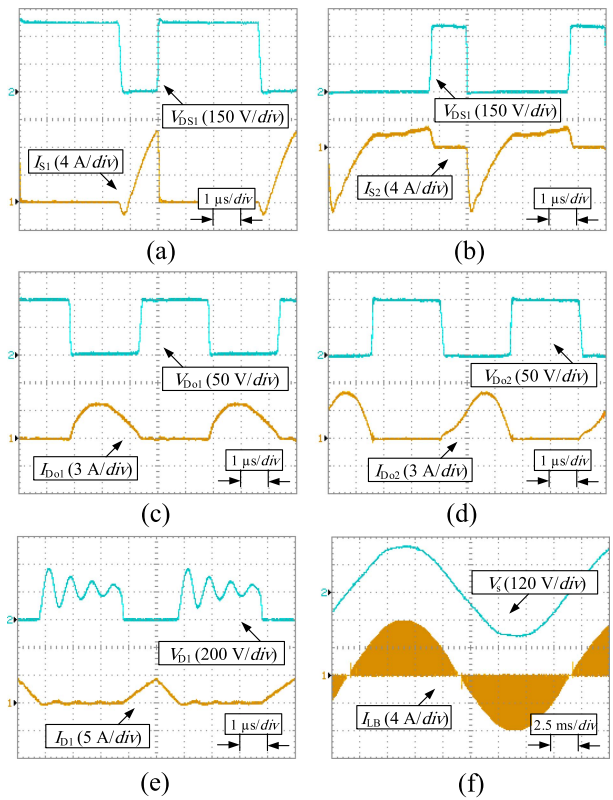 2
V_DS1 (150 V/div)
I_S1 (4 A/div)
1 µs/div
1
(a)
2
V_DS1 (150 V/div)
1
I_S2 (4 A/div)
1 µs/div
(b)
2
V_Do1 (50 V/div)
1
I_Do1 (3 A/div)
1 µs/div
(c)
2
V_Do2 (50 V/div)
1
I_Do2 (3 A/div)
1 µs/div
(d)
2
V_D1 (200 V/div)
1
I_D1 (5 A/div)
1 µs/div
(e)
2
V_s (120 V/div)
1
I_LB (4 A/div)
2.5 ms/div
(f)